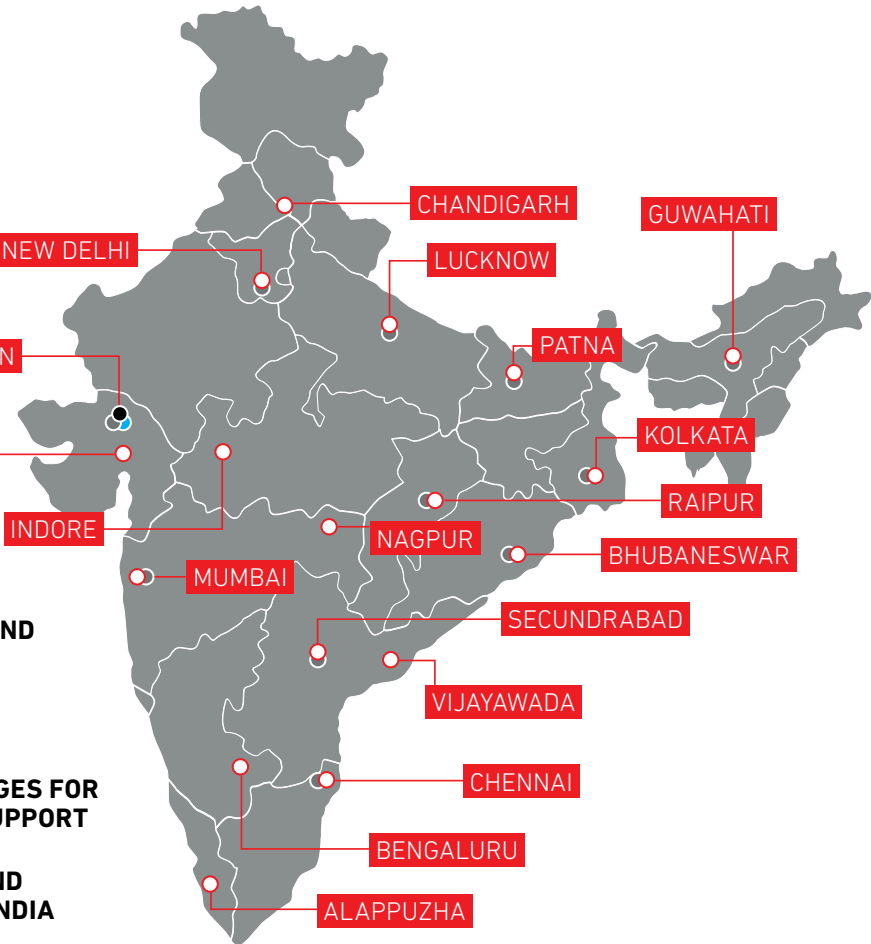 CHANDIGARH
GUWAHATI
NEW DELHI
LUCKNOW
PATNA
N
KOLKATA
RAIPUR
INDORE
NAGPUR
BHUBANESWAR
MUMBAI
SECUNDRABAD
ND
VIJAYAWADA
CHENNAI
GES FOR
UPPORT
BENGALURU
ND
NDIA
ALAPPUZHA